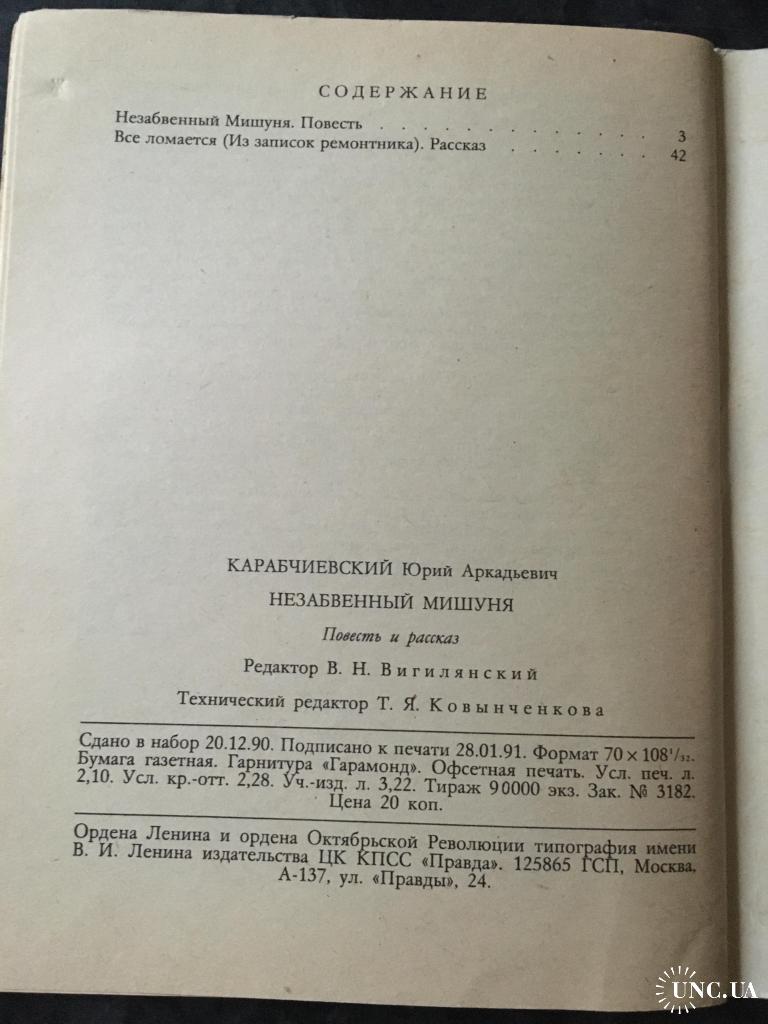 СОДЕРЖАНИЕ
Незабвенный Мишуня. Повесть . . . . . . . . . . . . . . 3
Все ломается (Из записок ремонтника). Рассказ . . . . . . . 42
КАРАБЧИЕВСКИЙ Юрий Аркадьевич
НЕЗАБВЕННЫЙ МИШУНЯ
Повесть и рассказ
Редактор В. Н. Вигилянский
Технический редактор Т. Я. Ковынченкова
Сдано в набор 20.12.90. Подписано к печати 28.01.91. Формат 70 × 108¹/₃₂.
Бумага газетная. Гарнитура «Гарамонд». Офсетная печать. Усл. печ. л.
2,10. Усл. кр.-отт. 2,28. Уч.-изд. л. 3,22. Тираж 90000 экз. Зак. № 3182.
Цена 20 коп.
Ордена Ленина и ордена Октябрьской Революции типография имени
В. И. Ленина издательства ЦК КПСС «Правда». 125865 ГСП, Москва,
А-137, ул. «Правды», 24.
UNC.UA